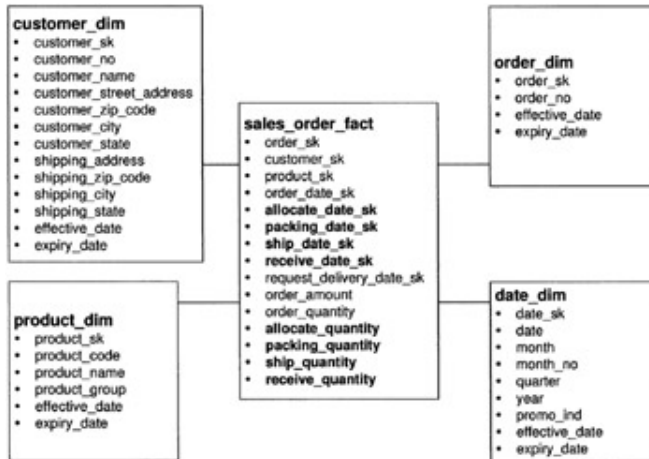 customer_dim
• customer_sk
• customer_no
• customer_name
• customer_street_address
• customer_zip_code
• customer_city
• customer_state
• shipping_address
• shipping_zip_code
• shipping_city
• shipping_state
• effective_date
• expiry_date
product_dim
• product_sk
• product_code
• product_name
• product_group
• effective_date
• expiry_date
sales_order_fact
• order_sk
• customer_sk
• product_sk
• order_date_sk
• allocate_date_sk
• packing_date_sk
• ship_date_sk
• receive_date_sk
• request_delivery_date_sk
• order_amount
• order_quantity
• allocate_quantity
• packing_quantity
• ship_quantity
• receive_quantity
order_dim
• order_sk
• order_no
• effective_date
• expiry_date
date_dim
• date_sk
• date
• month
• month_no
• quarter
• year
• promo_ind
• effective_date
• expiry_date